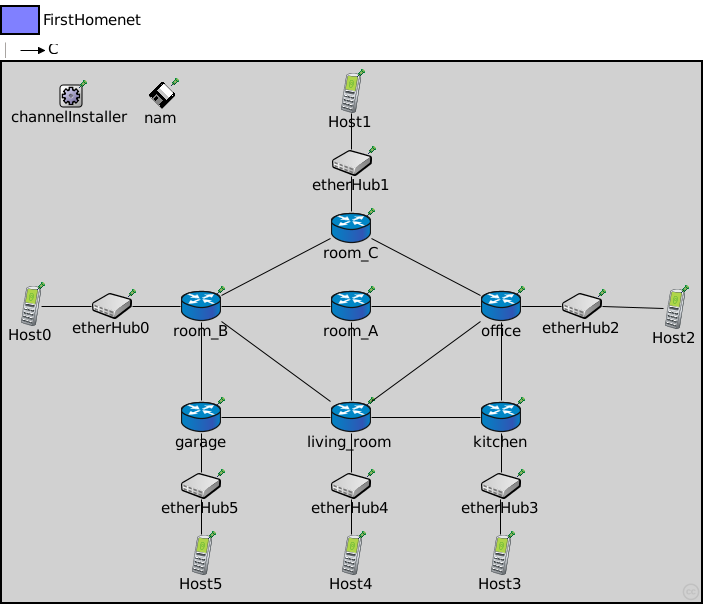 FirstHomenet
C
channelInstaller
nam
Host1
etherHub1
room_C
Host0
etherHub0
room_B
room_A
office
etherHub2
Host2
garage
living_room
kitchen
etherHub5
etherHub4
etherHub3
Host5
Host4
Host3
cc